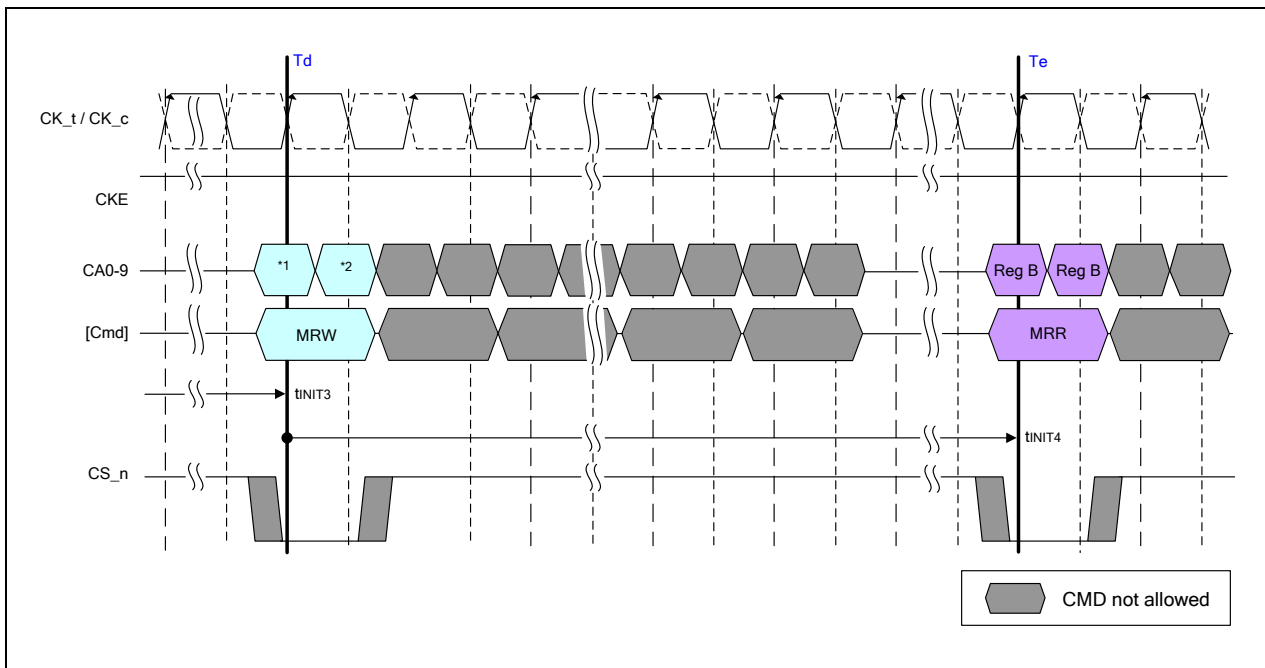 Td
Te
CK_t / CK_c
CKE
CA0-9
*1
*2
Reg B
Reg B
[Cmd]
MRW
MRR
tINIT3
tINIT4
CS_n
CMD not allowed